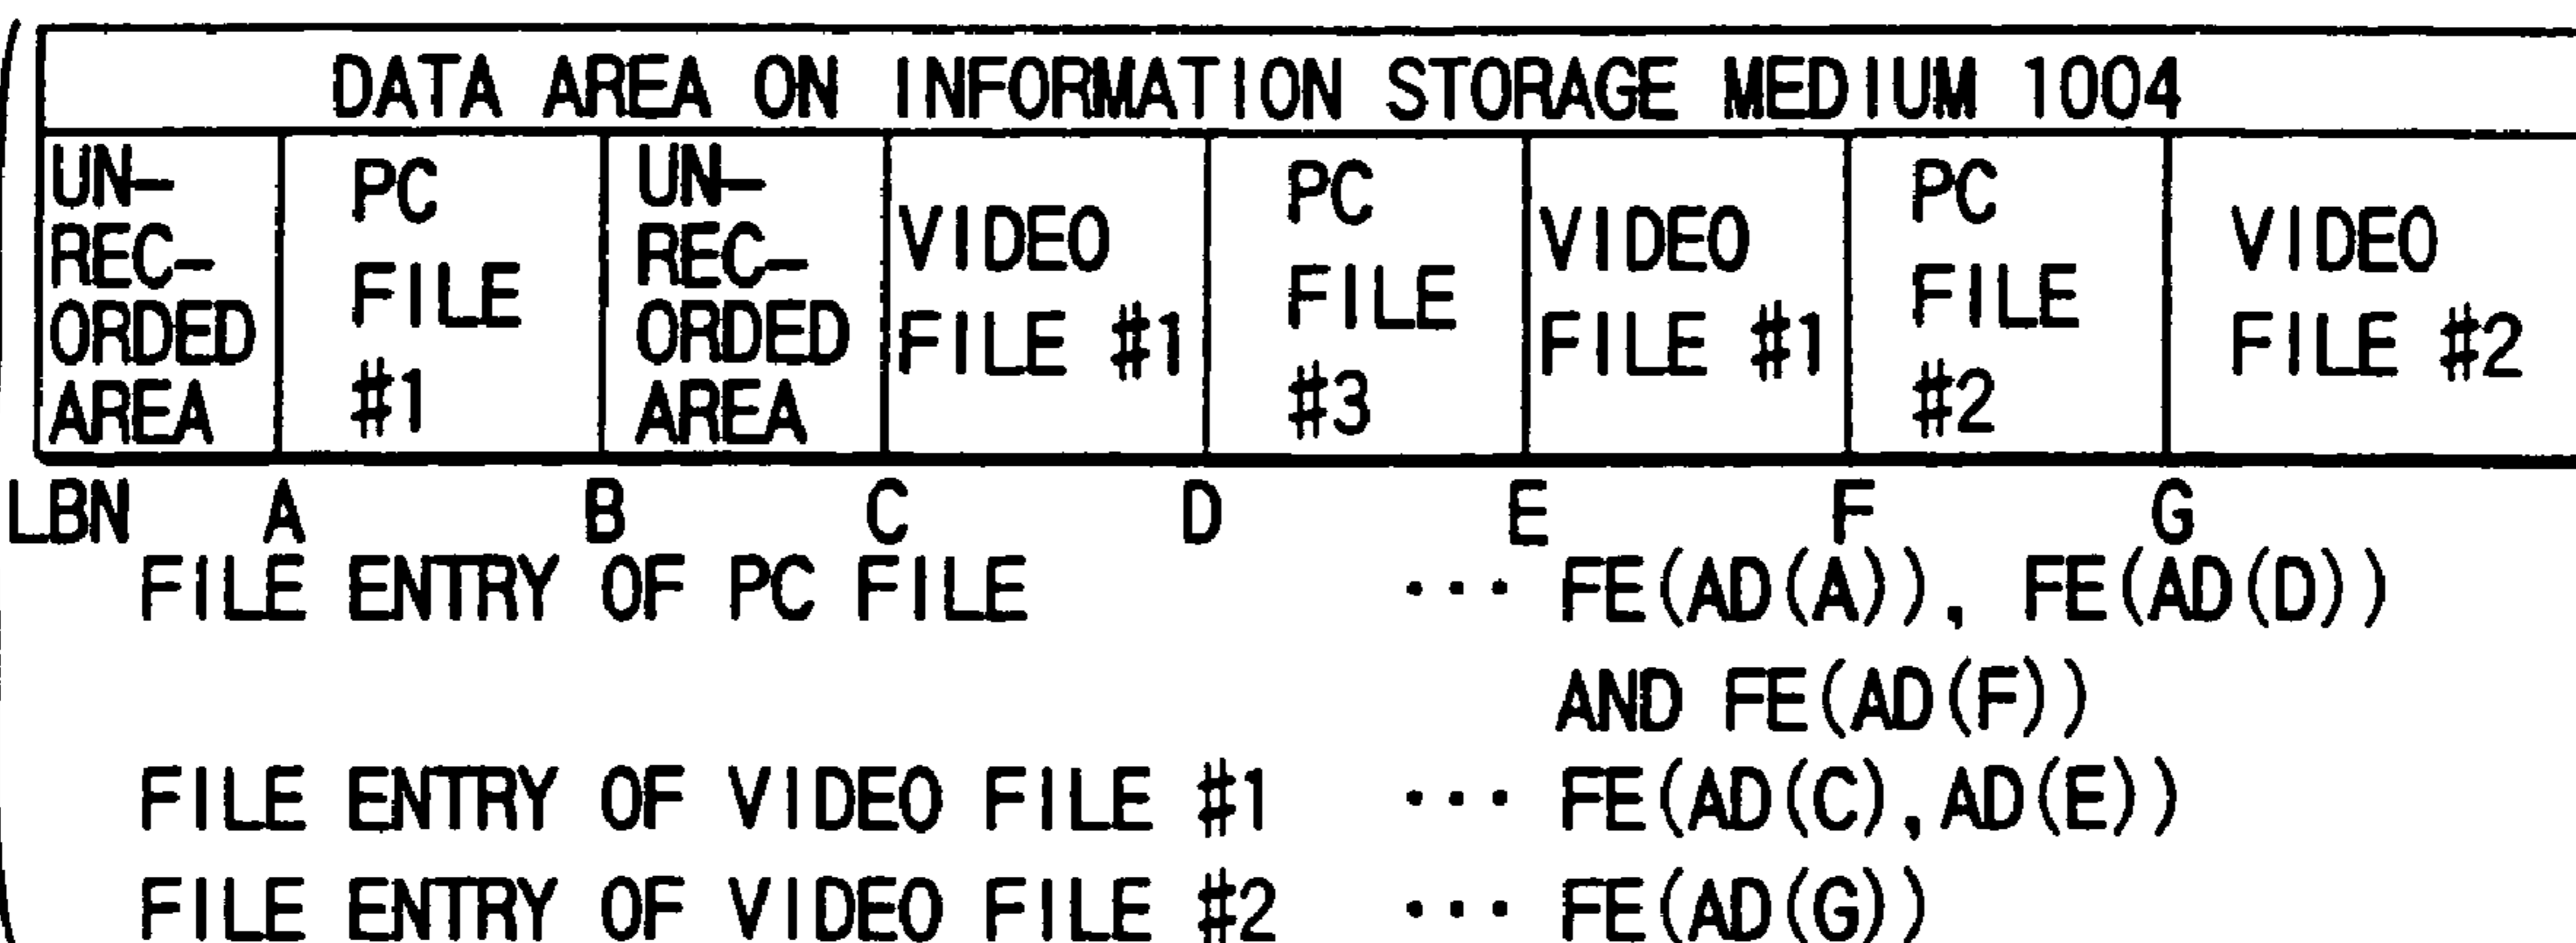 DATA AREA ON INFORMATION STORAGE MEDIUM 1004
UN-
REC-
ORDED
AREA
PC
FILE
#1
UN-
REC-
ORDED
AREA
VIDEO
FILE #1
PC
FILE
#3
VIDEO
FILE #1
PC
FILE
#2
VIDEO
FILE #2
LBN A B C D E F G
FILE ENTRY OF PC FILE ··· FE(AD(A)), FE(AD(D))
AND FE(AD(F))
FILE ENTRY OF VIDEO FILE #1 ··· FE(AD(C),AD(E))
FILE ENTRY OF VIDEO FILE #2 ··· FE(AD(G))